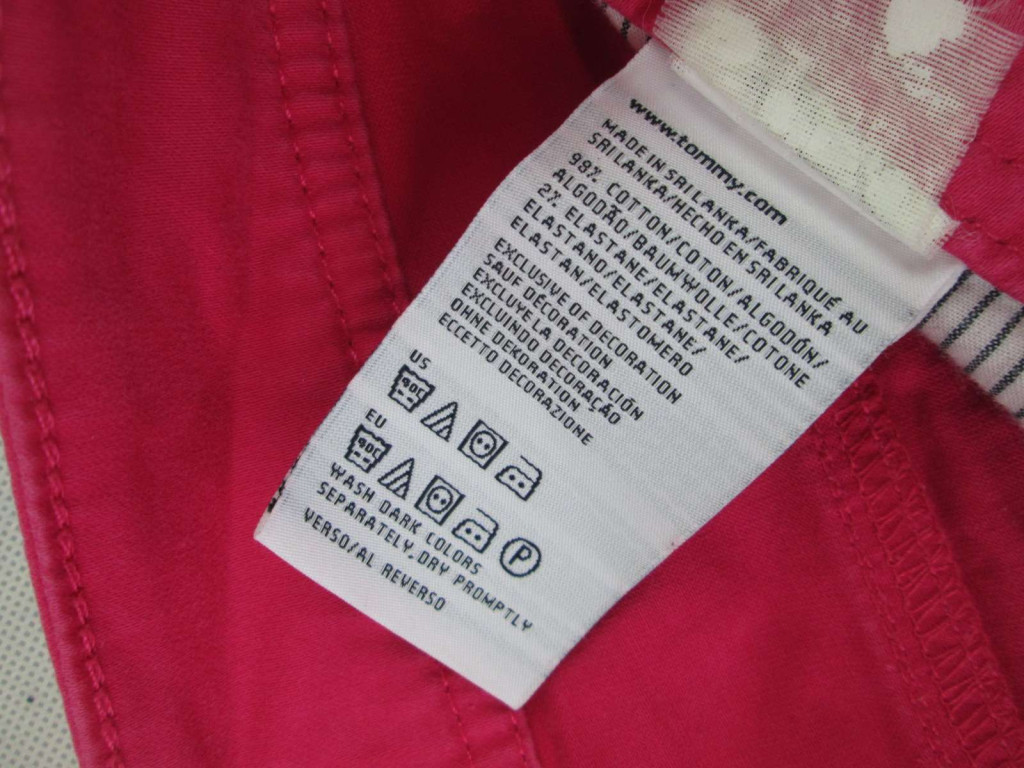 www.tommy.com
MADE IN SRI LANKA/FABRIQUÉ AU
SRI LANKA/HECHO EN SRI LANKA
98% COTTON/COTON/ALGODÓN/
ALGODÃO/BAUMWOLLE/COTONE
2% ELASTANE/ELASTANE/
ELASTANO/ELASTANE/
ELASTAN/ELASTOMERO
EXCLUSIVE OF DECORATION
SAUF DÉCORATION
EXCLUYE LA DECORACIÓN
EXCLUINDO DECORAÇÃO
OHNE DEKORATION
ECCETTO DECORAZIONE
US
EU
P
WASH DARK COLORS
SEPARATELY.DRY PROMPTLY
VERSO/AL REVERSO